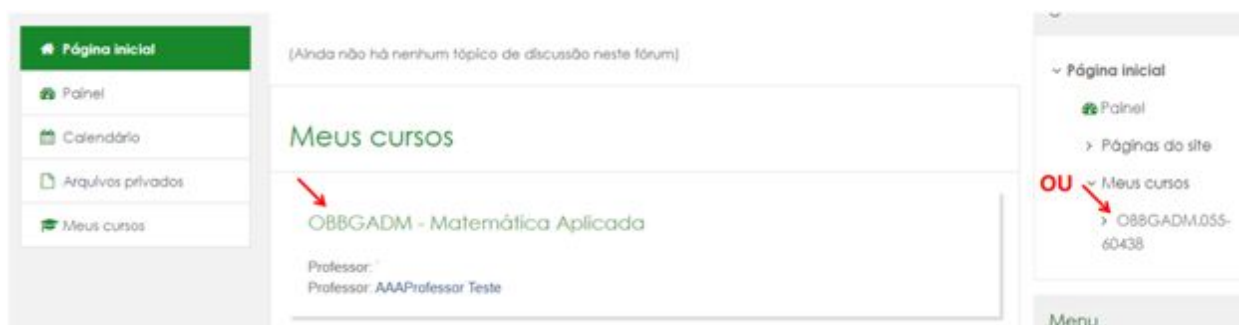 Página inicial
Painel
Calendário
Arquivos privados
Meus cursos
(Ainda não há nenhum tópico de discussão neste fórum)
Meus cursos
OBBGADM - Matemática Aplicada
Professor:
Professor: AAAProfessor Teste
Página inicial
Painel
Páginas do site
OU
Meus cursos
OBBGADM.055-
60438
Menu